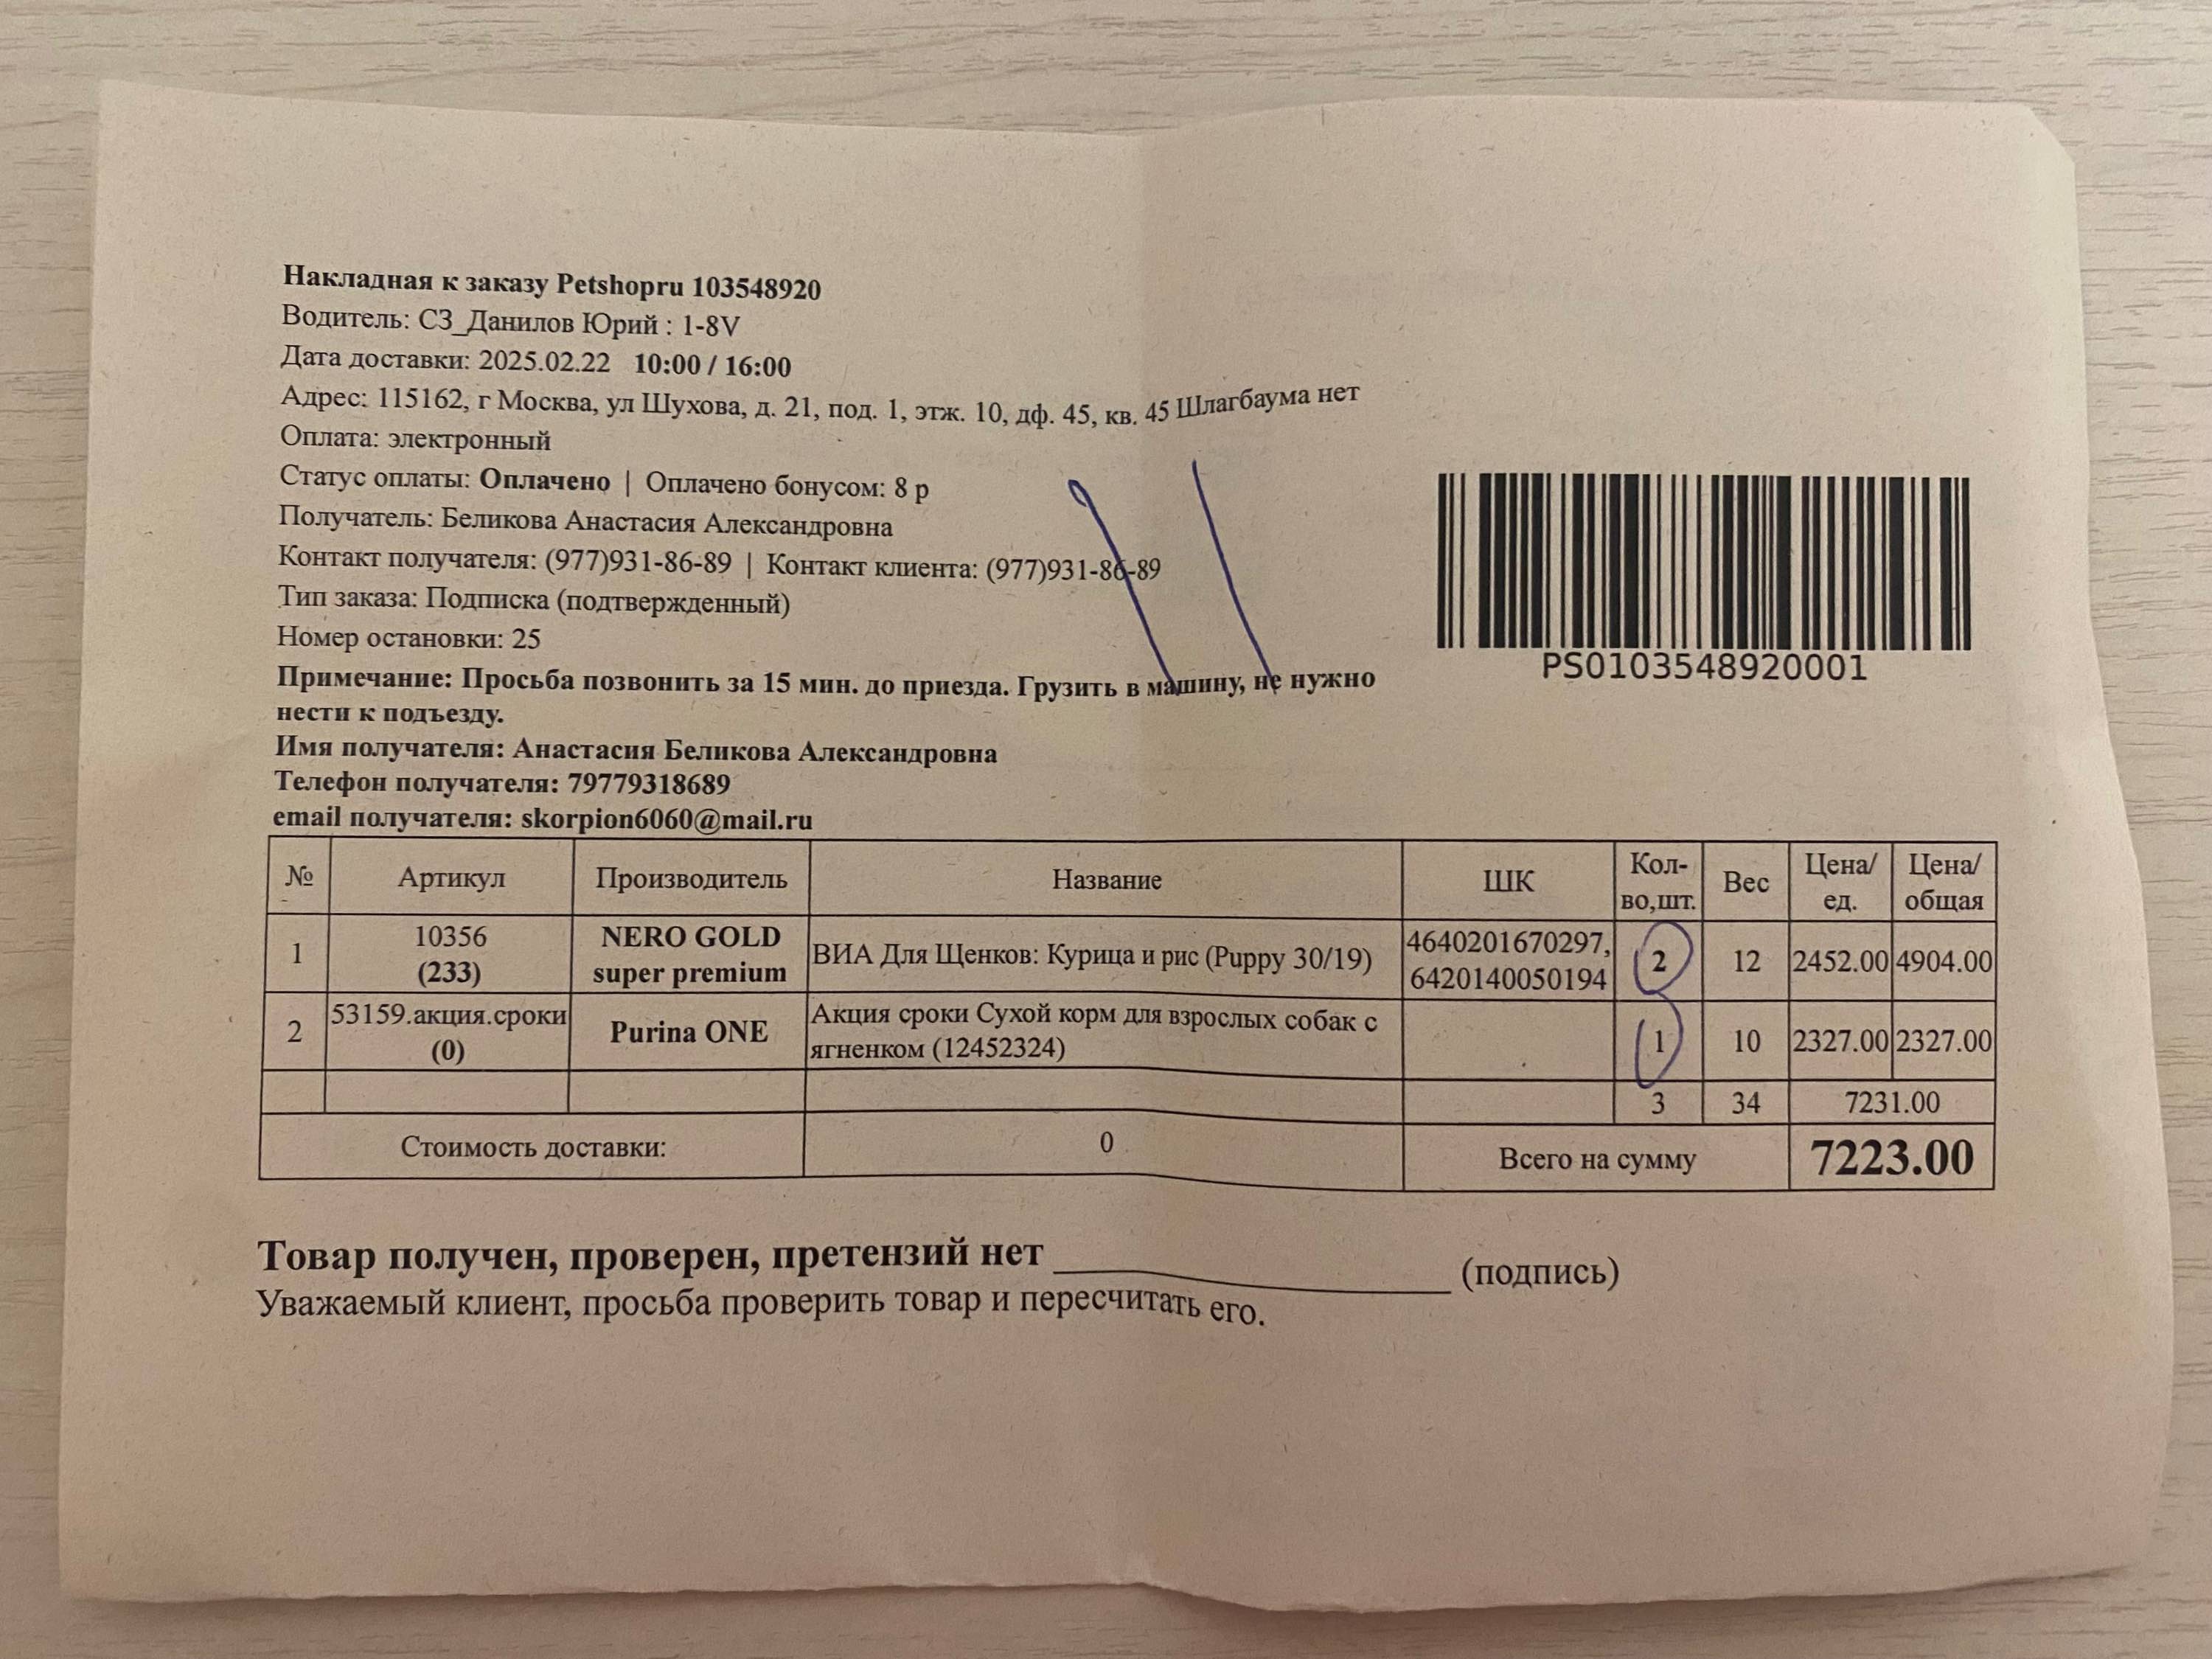 Накладная к заказу Petshopru 103548920
Водитель: СЗ_Данилов Юрий : 1-8V
Дата доставки: 2025.02.22 10:00 / 16:00
Адрес: 115162, г Москва, ул Шухова, д. 21, под. 1, этж. 10, дф. 45, кв. 45 Шлагбаума нет
Оплата: электронный
Статус оплаты: Оплачено | Оплачено бонусом: 8 р
Получатель: Беликова Анастасия Александровна
Контакт получателя: (977)931-86-89 | Контакт клиента: (977)931-86-89
Тип заказа: Подписка (подтвержденный)
Номер остановки: 25
Примечание: Просьба позвонить за 15 мин. до приезда. Грузить в машину, не нужно
нести к подъезду.
Имя получателя: Анастасия Беликова Александровна
Телефон получателя: 79779318689
email получателя: skorpion6060@mail.ru
PS0103548920001
№ Артикул Производитель Название ШК Кол-во,шт. Вес Цена/ед. Цена/общая
1 10356 (233) NERO GOLD super premium ВИА Для Щенков: Курица и рис (Puppy 30/19) 4640201670297, 6420140050194 2 12 2452.00 4904.00
2 53159.акция.сроки (0) Purina ONE Акция сроки Сухой корм для взрослых собак с ягненком (12452324) 1 10 2327.00 2327.00
3 34 7231.00
Стоимость доставки: 0 Всего на сумму 7223.00
Товар получен, проверен, претензий нет (подпись)
Уважаемый клиент, просьба проверить товар и пересчитать его.